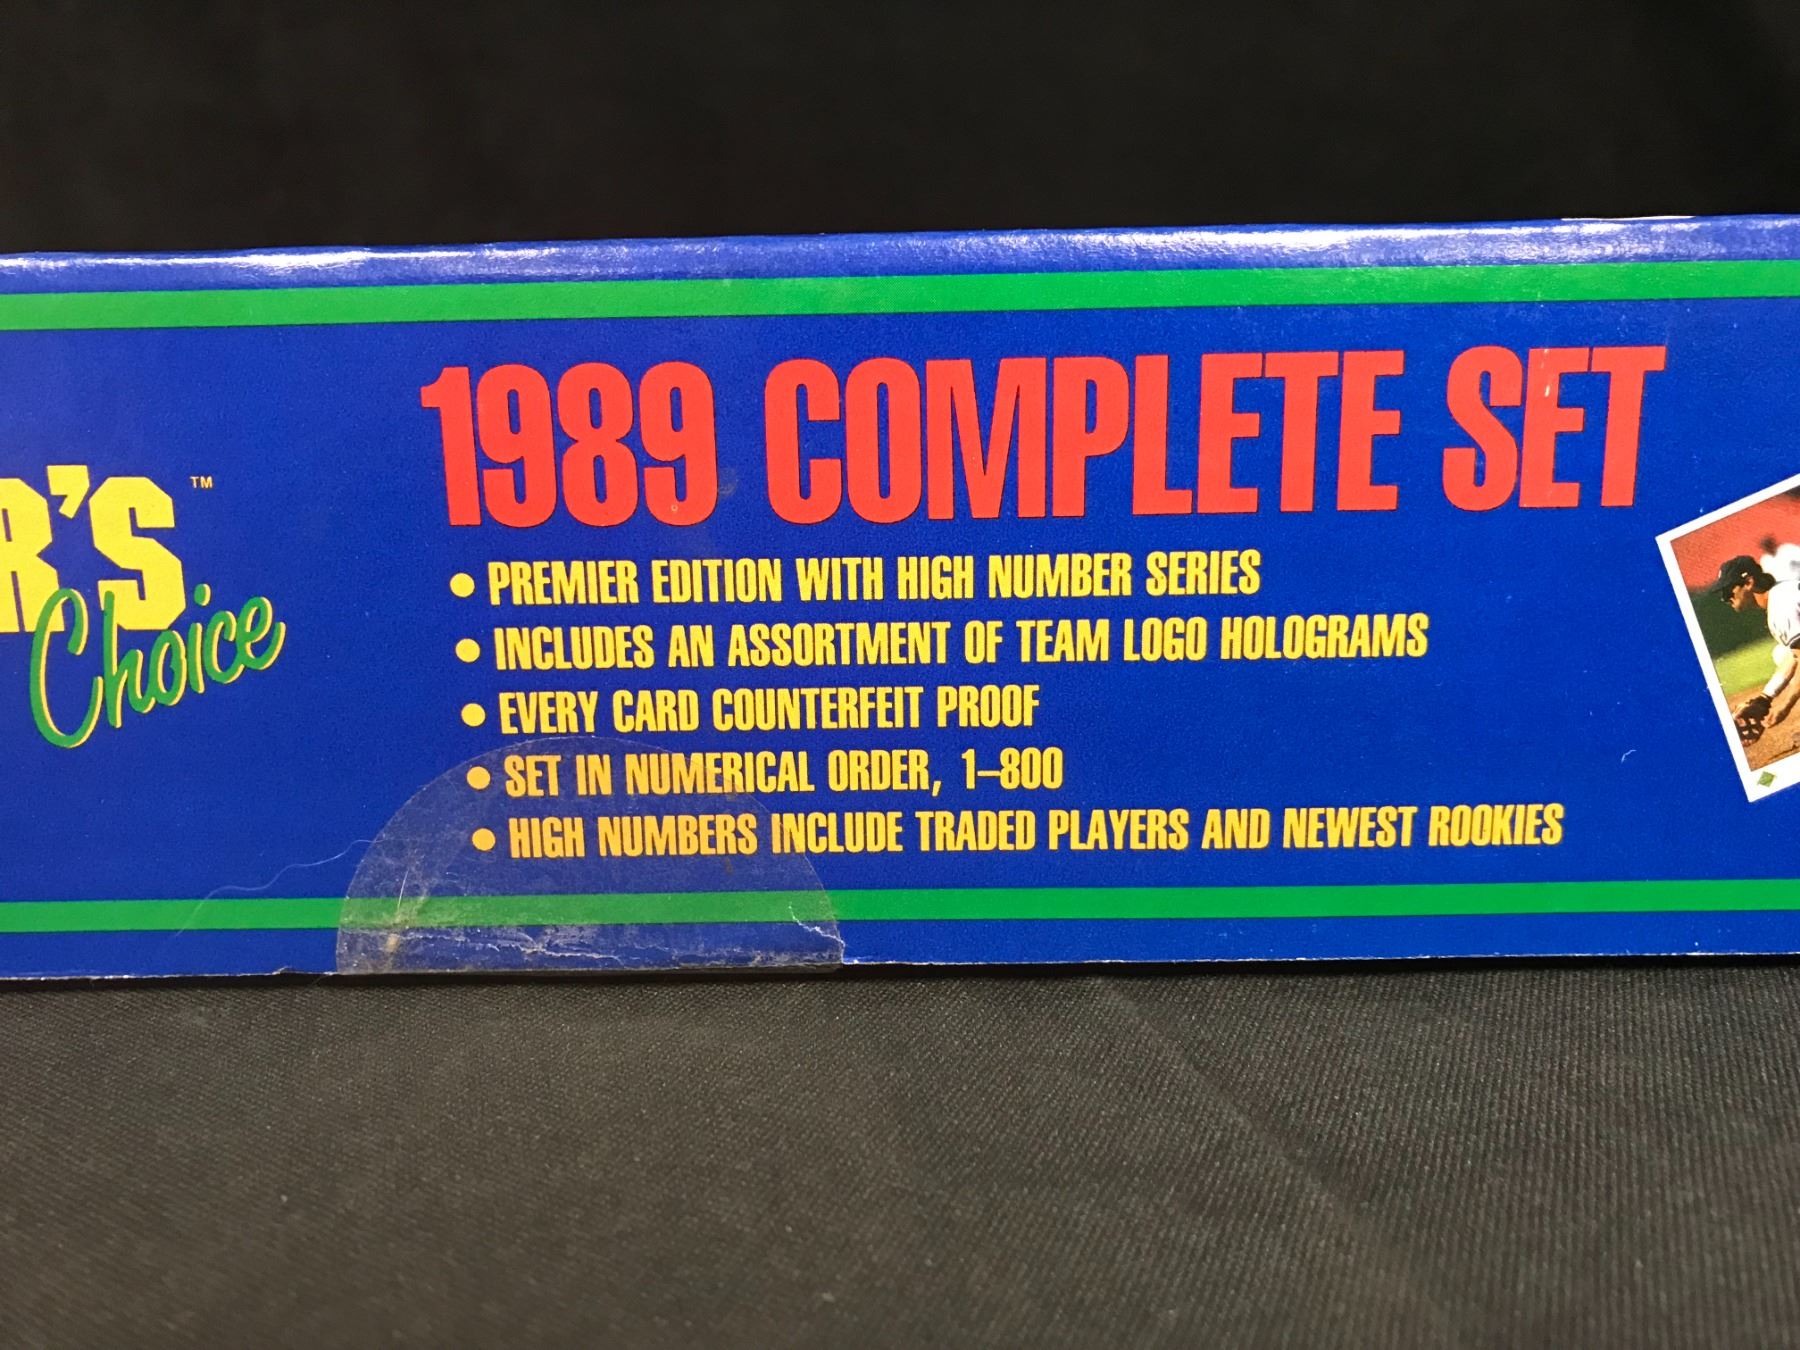 R'S™
Choice
1989 COMPLETE SET
• PREMIER EDITION WITH HIGH NUMBER SERIES
• INCLUDES AN ASSORTMENT OF TEAM LOGO HOLOGRAMS
• EVERY CARD COUNTERFEIT PROOF
• SET IN NUMERICAL ORDER, 1–800
• HIGH NUMBERS INCLUDE TRADED PLAYERS AND NEWEST ROOKIES